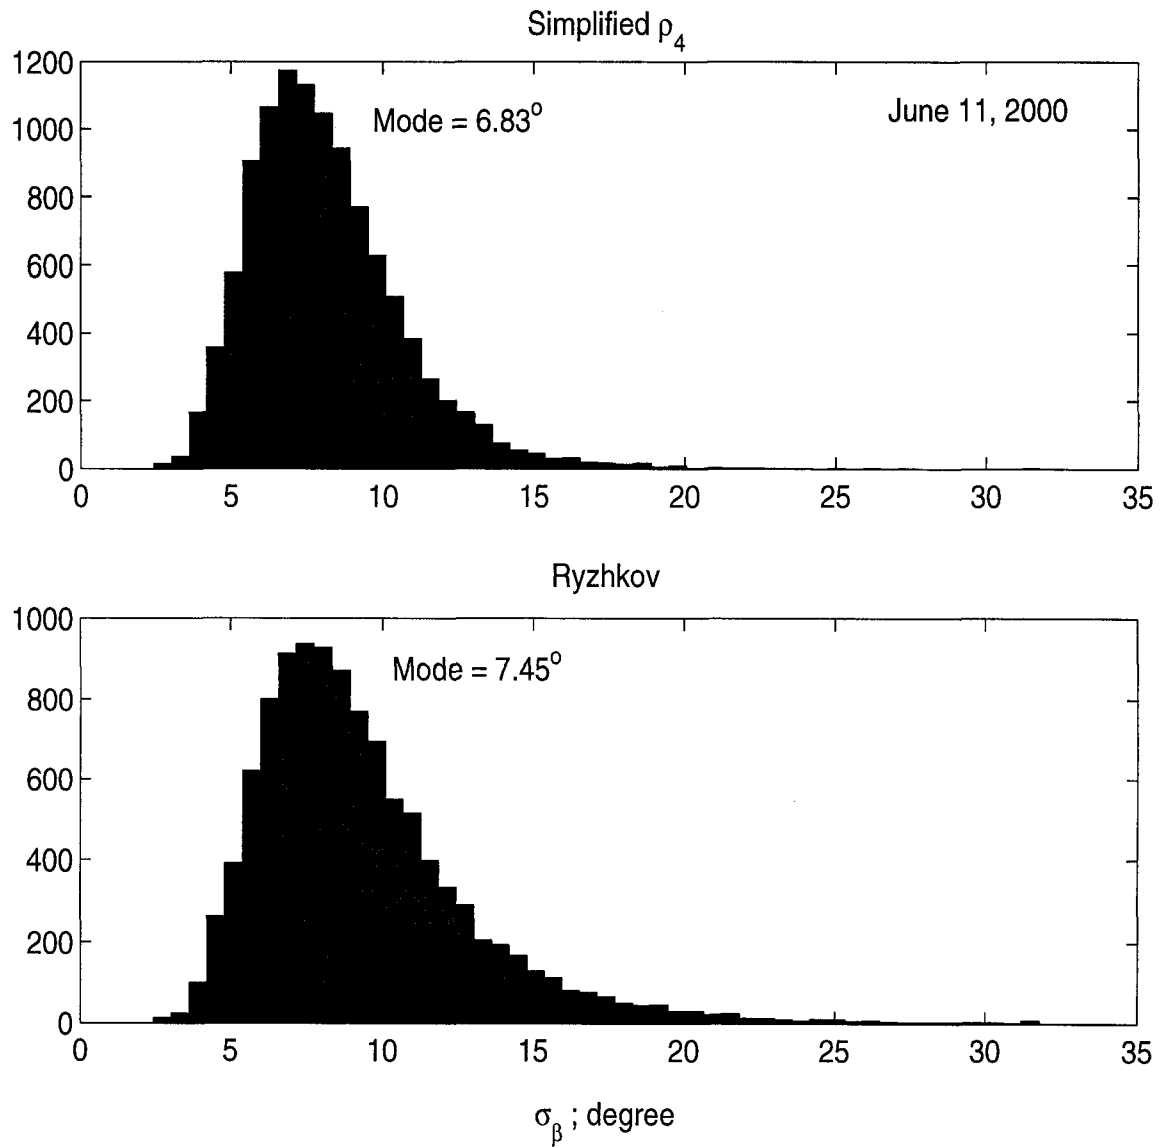 Simplified ρ₄
1200
1000
800
600
400
200
0
Mode = 6.83°
June 11, 2000
0 5 10 15 20 25 30 35
Ryzhkov
1000
800
600
400
200
0
Mode = 7.45°
0 5 10 15 20 25 30 35
σᵦ ; degree